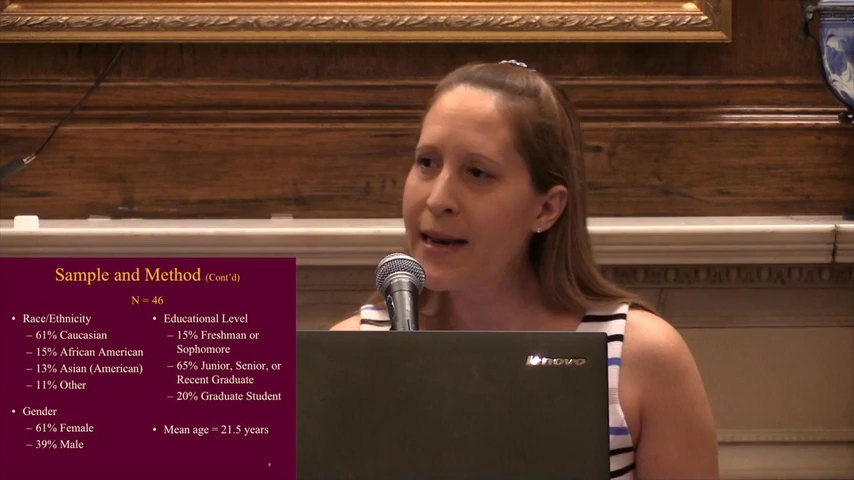 Sample and Method (Cont'd)
N = 46
• Race/Ethnicity
– 61% Caucasian
– 15% African American
– 13% Asian (American)
– 11% Other
• Gender
– 61% Female
– 39% Male
• Educational Level
– 15% Freshman or
Sophomore
– 65% Junior, Senior, or
Recent Graduate
– 20% Graduate Student
• Mean age = 21.5 years
lenovo